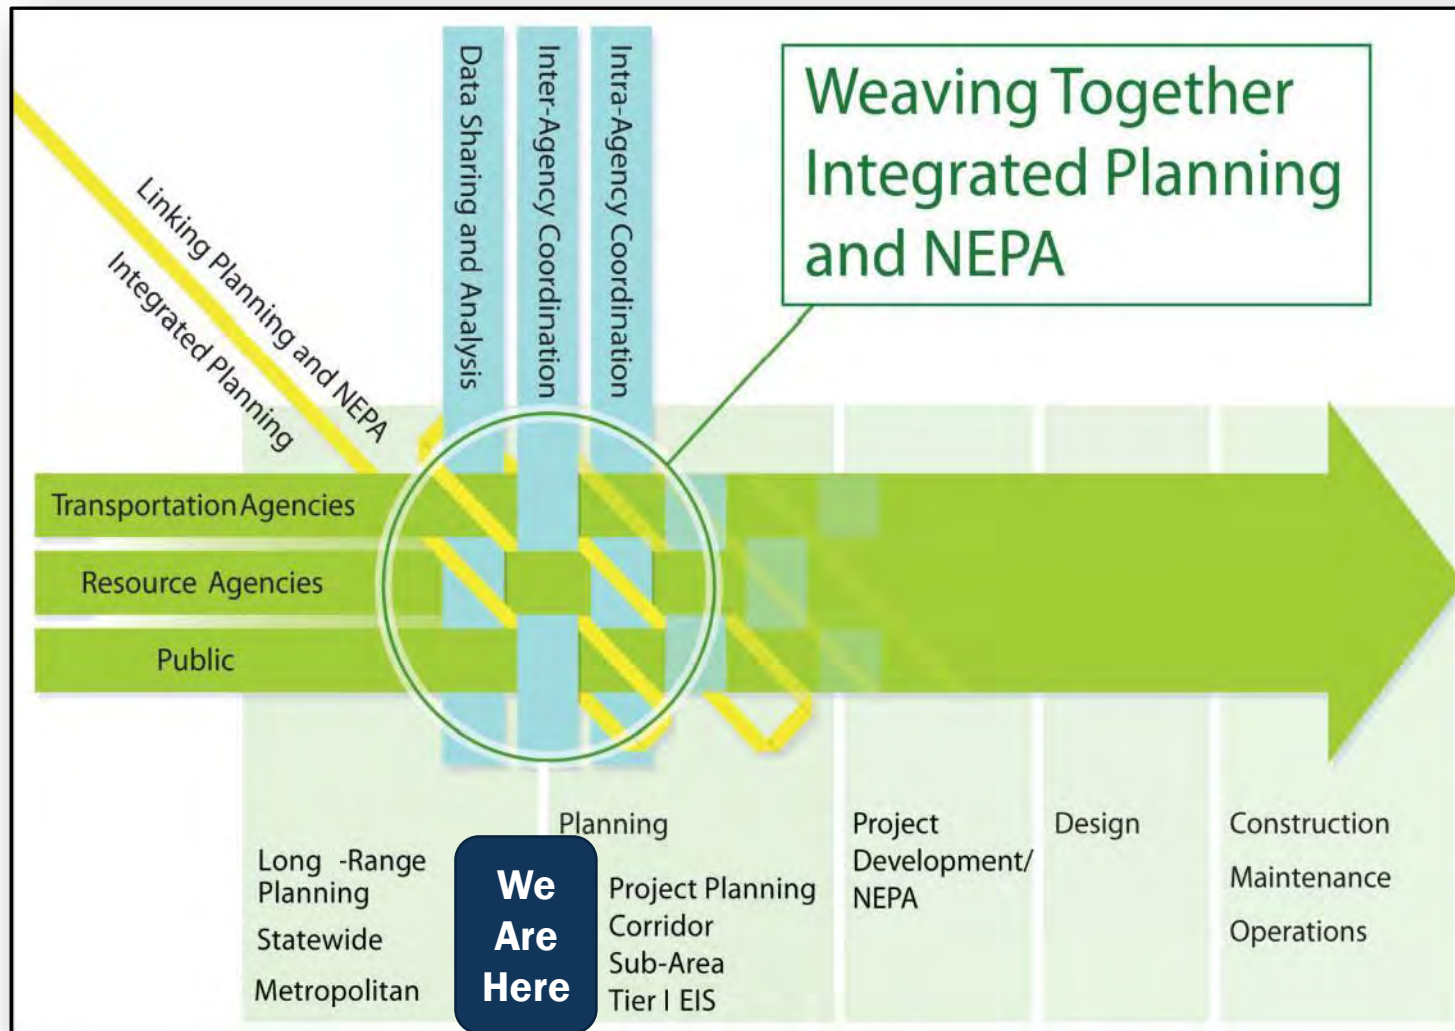 Weaving Together
Integrated Planning
and NEPA
Data Sharing and Analysis
Inter-Agency Coordination
Intra-Agency Coordination
Linking Planning and NEPA
Integrated Planning
Transportation Agencies
Resource Agencies
Public
Planning
Long -Range
Planning
Statewide
Metropolitan
We
Are
Here
Project Planning
Corridor
Sub-Area
Tier I EIS
Project
Development/
NEPA
Design
Construction
Maintenance
Operations